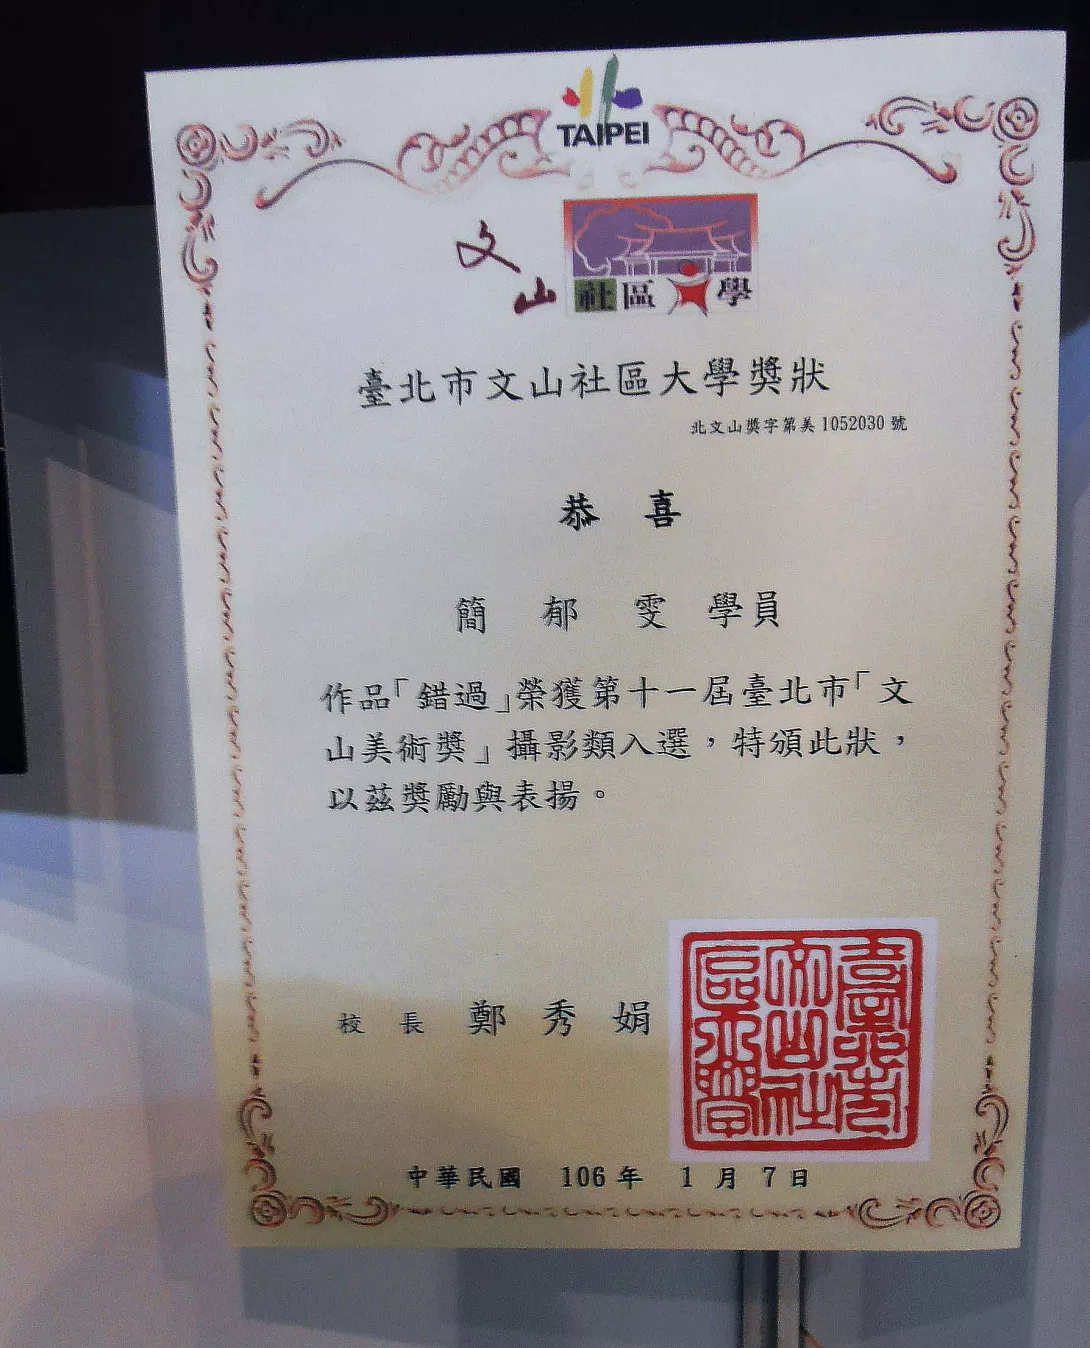 TAIPEI
文山
社區大學
臺北市文山社區大學獎狀
北文山獎字第美1052030號
恭喜
簡郁雯學員
作品「錯過」榮獲第十一屆臺北市「文
山美術獎」攝影類入選，特頒此狀，
以茲獎勵與表揚。
校長 鄭秀娟
臺北市
文山社
區大學
中華民國 106年 1月 7日